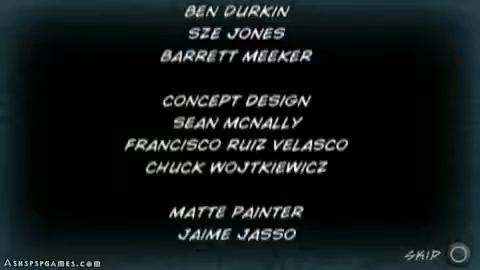 BEN DURKIN
SZE JONES
BARRETT MEEKER
CONCEPT DESIGN
SEAN MCNALLY
FRANCISCO RUIZ VELASCO
CHUCK WOJTKIEWICZ
MATTE PAINTER
JAIME JASSO
SKIP
ASHSPSPGAMES.COM